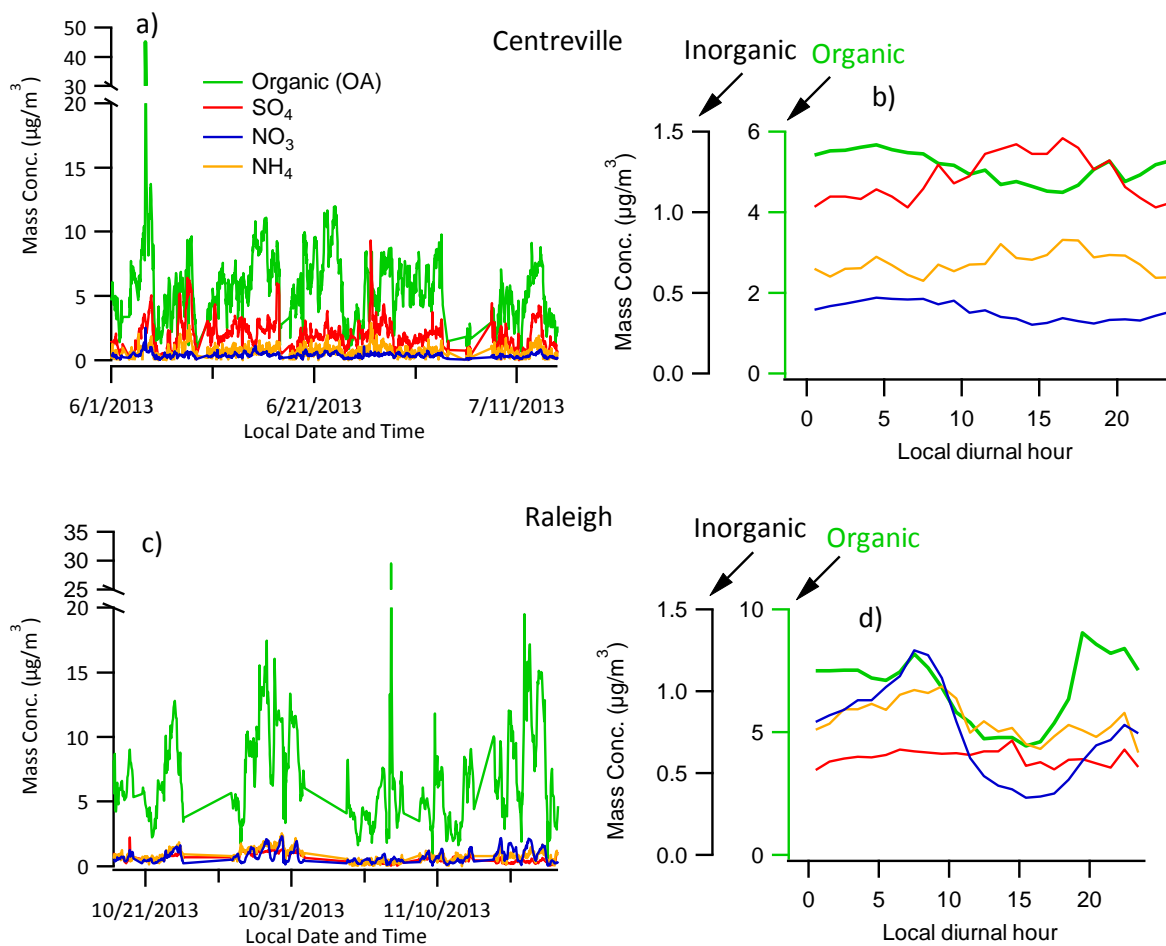 a)
Centreville
Mass Conc. (µg/m3)
50
40
30
20
15
10
5
0
Organic (OA)
SO4
NO3
NH4
6/1/2013
6/21/2013
7/11/2013
Local Date and Time
Inorganic
Organic
b)
Mass Conc. (µg/m3)
1.5
1.0
0.5
0.0
6
4
2
0
0
5
10
15
20
Local diurnal hour
Raleigh
c)
Mass Conc. (µg/m3)
35
30
25
20
15
10
5
0
10/21/2013
10/31/2013
11/10/2013
Local Date and Time
Inorganic
Organic
d)
Mass Conc. (µg/m3)
1.5
1.0
0.5
0.0
10
5
0
0
5
10
15
20
Local diurnal hour